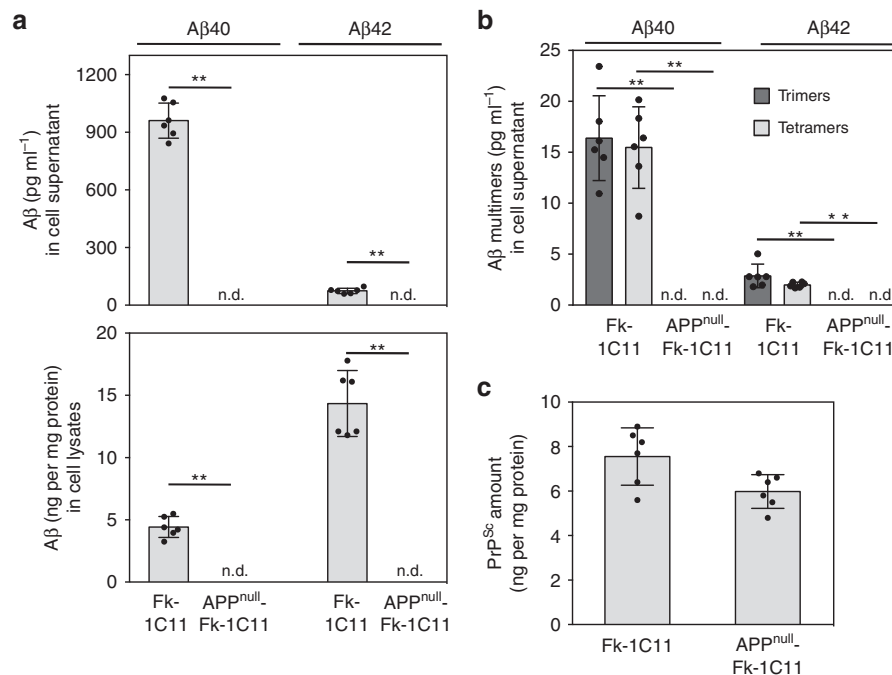 a
Aβ40 Aβ42
Aβ (pg ml⁻¹)
in cell supernatant
1200
900
600
300
0
**
n.d.
**
n.d.
Aβ (ng per mg protein)
in cell lysates
20
15
10
5
0
**
n.d.
**
n.d.
Fk-
1C11
APPnull-
Fk-1C11
Fk-
1C11
APPnull-
Fk-1C11
b
Aβ40 Aβ42
Aβ multimers (pg ml⁻¹)
in cell supernatant
25
20
15
10
5
0
**
**
Trimers
Tetramers
* *
**
n.d. n.d.
n.d. n.d
Fk-
1C11
APPnull-
Fk-1C11
Fk-
1C11
APPnull-
Fk-1C11
c
PrPSc amount
(ng per mg protein)
10
8
6
4
2
0
Fk-1C11
APPnull-
Fk-1C11